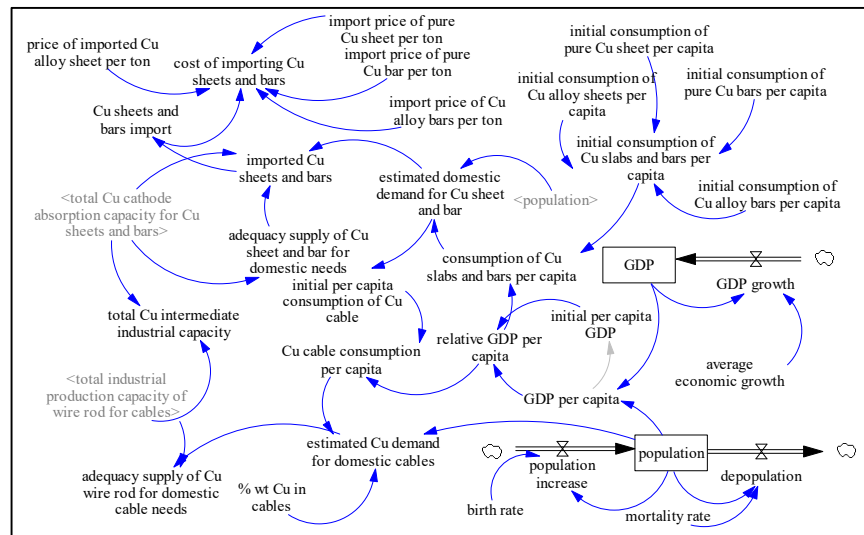 price of imported Cu
alloy sheet per ton
cost of importing Cu
sheets and bars
import price of pure
Cu sheet per ton
import price of pure
Cu bar per ton
import price of Cu
alloy bars per ton
Cu sheets and
bars import
initial consumption of
pure Cu sheet per capita
initial consumption of
Cu alloy sheets per
capita
initial consumption of
pure Cu bars per capita
initial consumption of
Cu slabs and bars per
capita
initial consumption of
Cu alloy bars per capita
imported Cu
sheets and bars
estimated domestic
demand for Cu sheet
and bar
<population>
<total Cu cathode
absorption capacity for Cu
sheets and bars>
adequacy supply of Cu
sheet and bar for
domestic needs
initial per capita
consumption of Cu
cable
consumption of Cu
slabs and bars per capita
GDP
GDP growth
total Cu intermediate
industrial capacity
initial per capita
GDP
relative GDP per
capita
Cu cable consumption
per capita
average
economic growth
<total industrial
production capacity of
wire rod for cables>
GDP per capita
estimated Cu demand
for domestic cables
population
population
increase
depopulation
adequacy supply of Cu
wire rod for domestic
cable needs
% wt Cu in
cables
birth rate
mortality rate